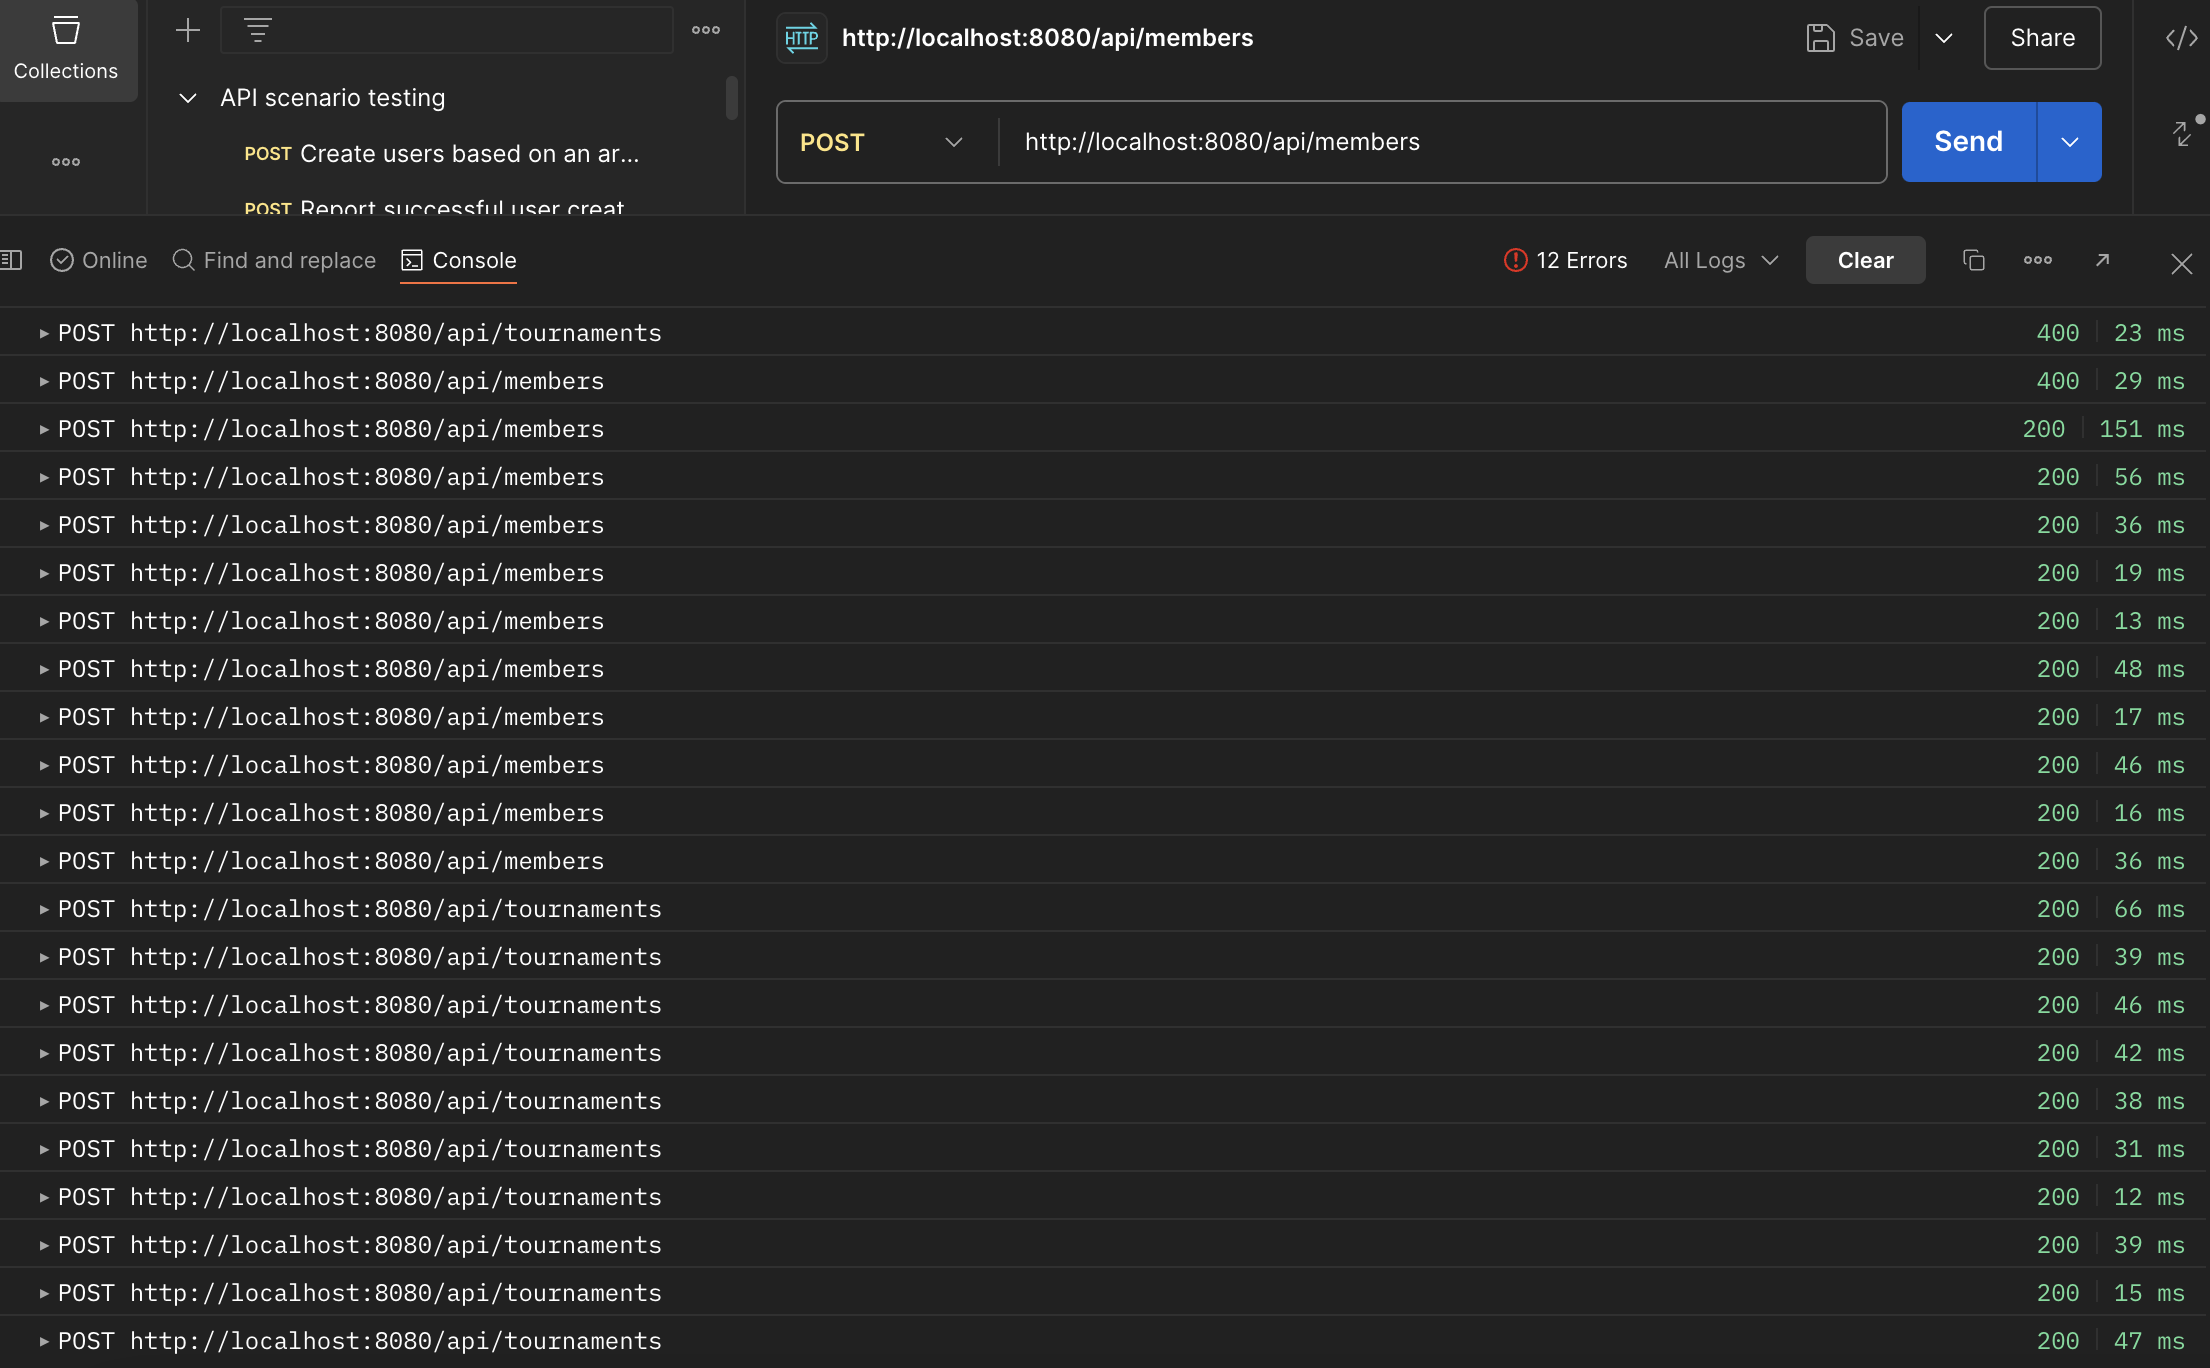 Collections
API scenario testing
POST Create users based on an ar...
POST Report successful user creat
HTTP http://localhost:8080/api/members
Save
Share
POST http://localhost:8080/api/members
Send
Online
Find and replace
Console
12 Errors
All Logs
Clear
POST http://localhost:8080/api/tournaments 400 23 ms
POST http://localhost:8080/api/members 400 29 ms
POST http://localhost:8080/api/members 200 151 ms
POST http://localhost:8080/api/members 200 56 ms
POST http://localhost:8080/api/members 200 36 ms
POST http://localhost:8080/api/members 200 19 ms
POST http://localhost:8080/api/members 200 13 ms
POST http://localhost:8080/api/members 200 48 ms
POST http://localhost:8080/api/members 200 17 ms
POST http://localhost:8080/api/members 200 46 ms
POST http://localhost:8080/api/members 200 16 ms
POST http://localhost:8080/api/members 200 36 ms
POST http://localhost:8080/api/tournaments 200 66 ms
POST http://localhost:8080/api/tournaments 200 39 ms
POST http://localhost:8080/api/tournaments 200 46 ms
POST http://localhost:8080/api/tournaments 200 42 ms
POST http://localhost:8080/api/tournaments 200 38 ms
POST http://localhost:8080/api/tournaments 200 31 ms
POST http://localhost:8080/api/tournaments 200 12 ms
POST http://localhost:8080/api/tournaments 200 39 ms
POST http://localhost:8080/api/tournaments 200 15 ms
POST http://localhost:8080/api/tournaments 200 47 ms